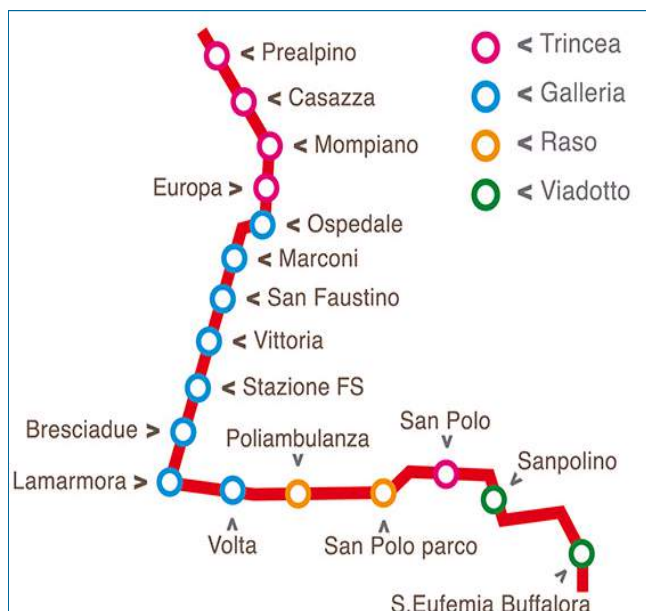 < Prealpino
< Casazza
< Mompiano
Europa >
< Ospedale
< Marconi
< San Faustino
< Vittoria
< Stazione FS
Bresciadue >
Lamarmora >
Volta
Poliambulanza
San Polo parco
San Polo
Sanpolino
S.Eufemia Buffalora
< Trincea
< Galleria
< Raso
< Viadotto